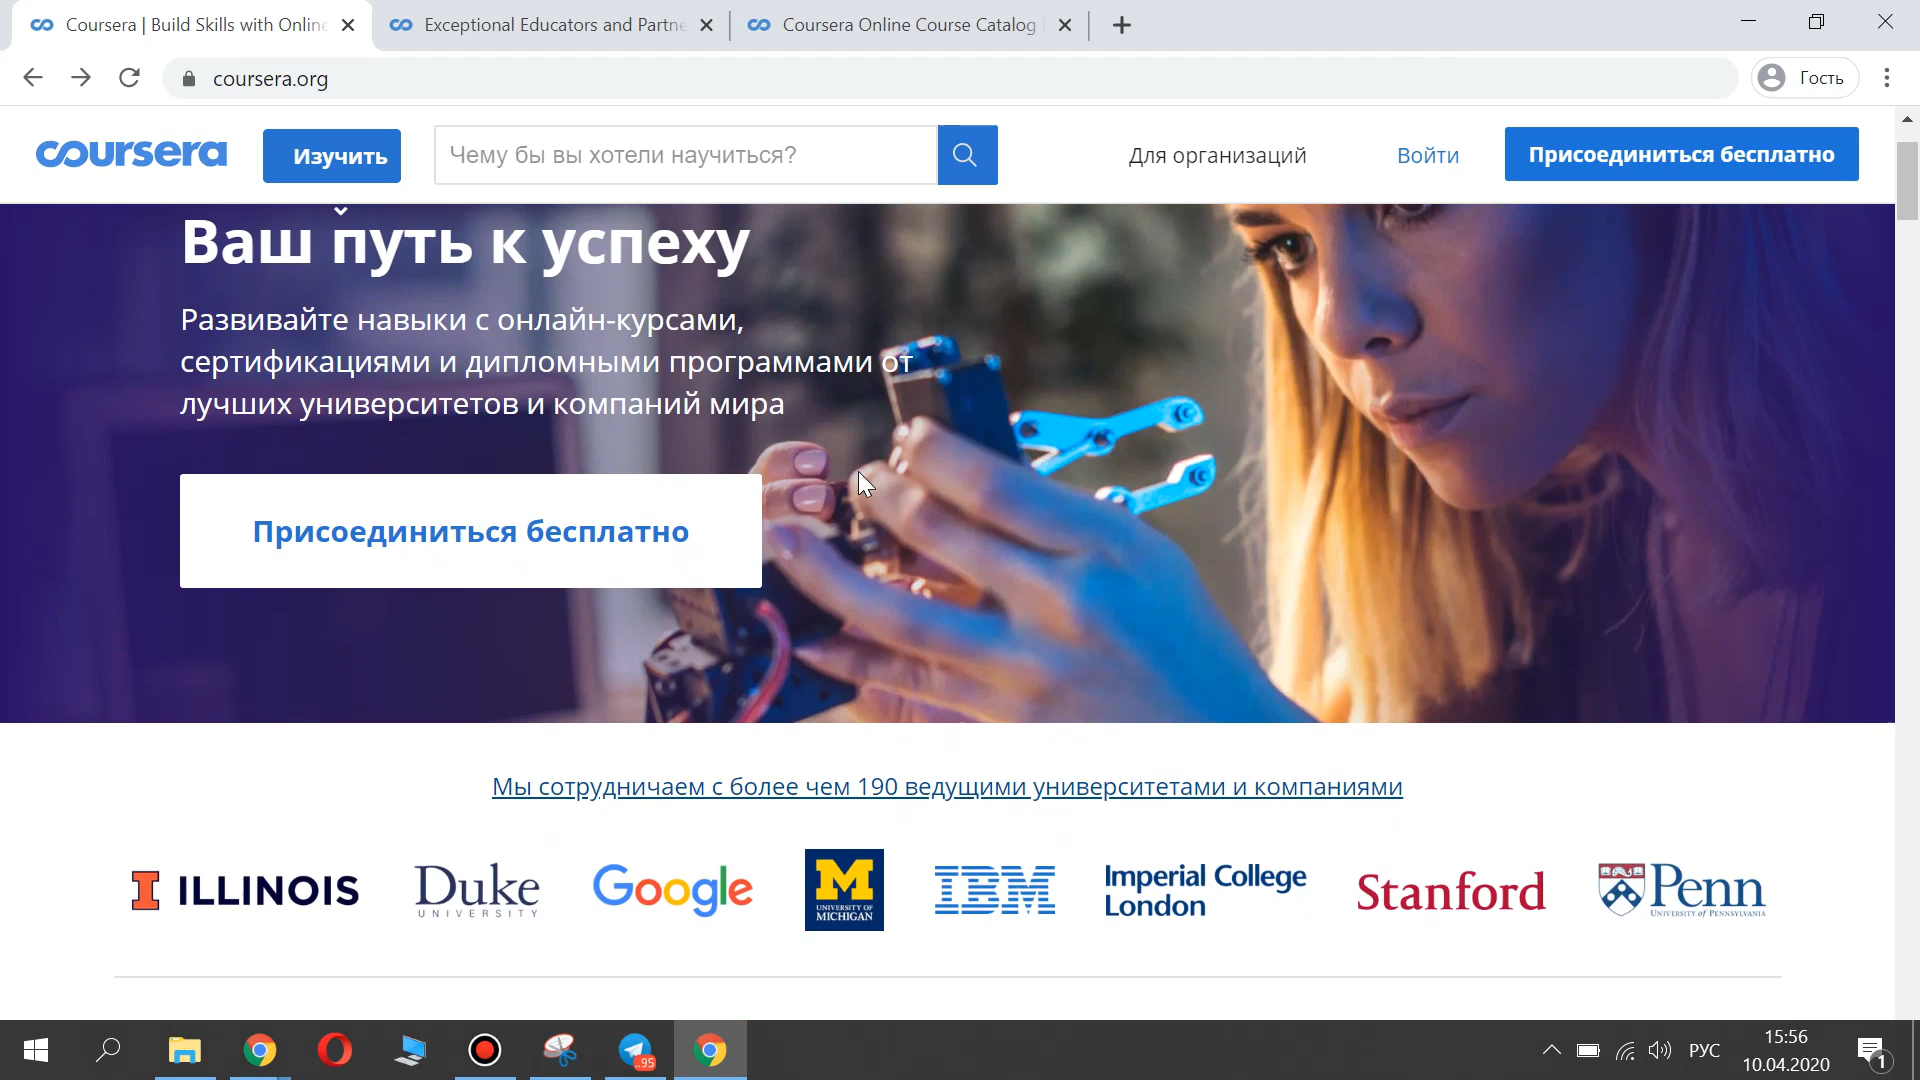 Coursera | Build Skills with Online
Exceptional Educators and Partne
Coursera Online Course Catalog
coursera.org
Гость
coursera
Изучить
Чему бы вы хотели научиться?
Для организаций
Войти
Присоединиться бесплатно
Ваш путь к успеху
Развивайте навыки с онлайн-курсами,
сертификациями и дипломными программами от
лучших университетов и компаний мира
Присоединиться бесплатно
Мы сотрудничаем с более чем 190 ведущими университетами и компаниями
I ILLINOIS
Duke
UNIVERSITY
Google
M
UNIVERSITY OF
MICHIGAN
IBM
Imperial College
London
Stanford
Penn
UNIVERSITY of PENNSYLVANIA
..95
РУС
15:56
10.04.2020
1